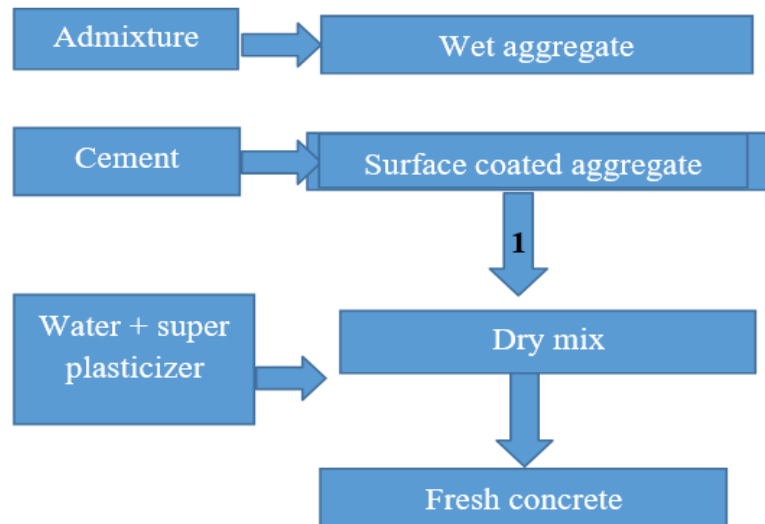 Admixture
Wet aggregate
Cement
Surface coated aggregate
1
Water + super
plasticizer
Dry mix
Fresh concrete